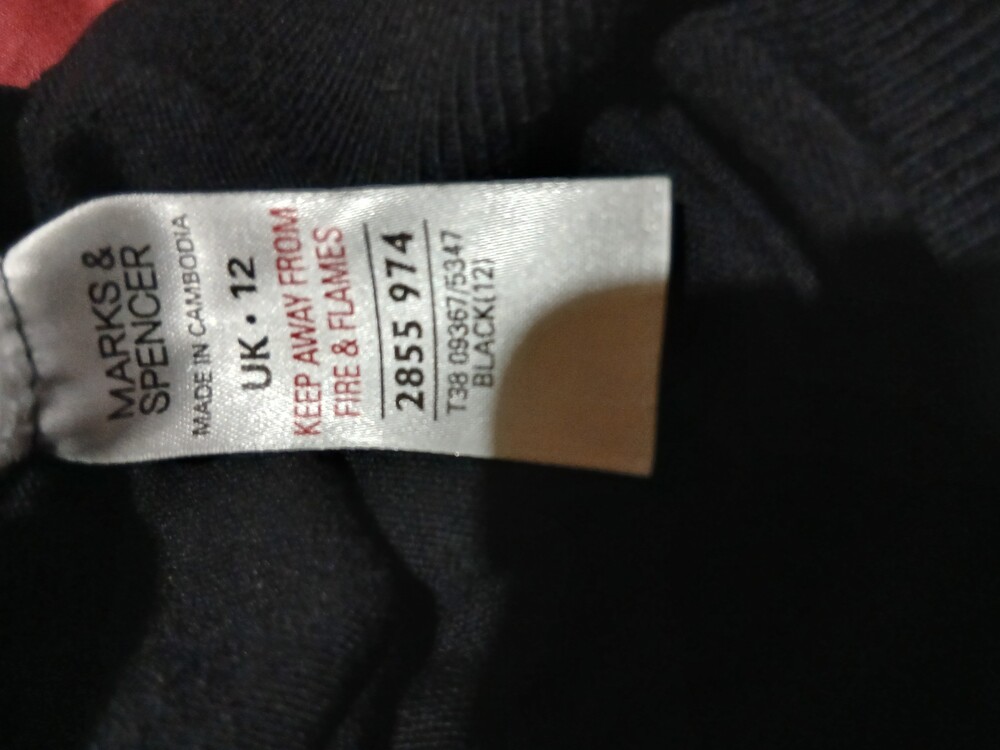 MARKS &
SPENCER
MADE IN CAMBODIA
UK • 12
KEEP AWAY FROM
FIRE & FLAMES
2855 974
T38 09367/5347
BLACK(12)